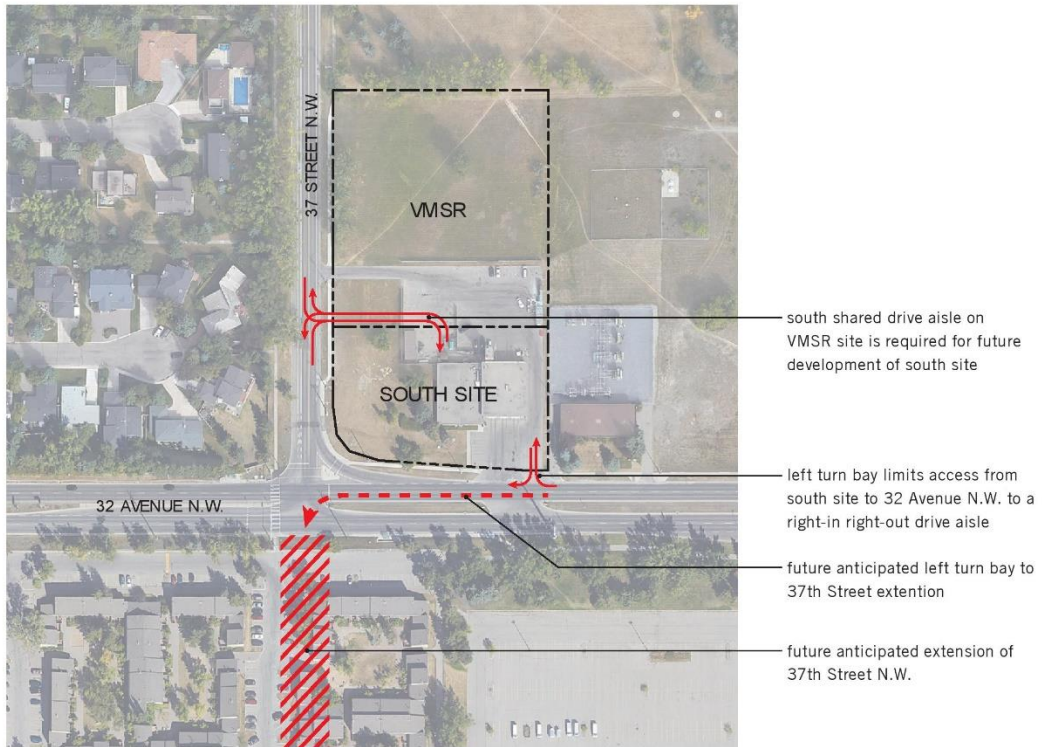 37 STREET N.W.
VMSR
SOUTH SITE
32 AVENUE N.W.
south shared drive aisle on
VMSR site is required for future
development of south site
left turn bay limits access from
south site to 32 Avenue N.W. to a
right-in right-out drive aisle
future anticipated left turn bay to
37th Street extention
future anticipated extension of
37th Street N.W.